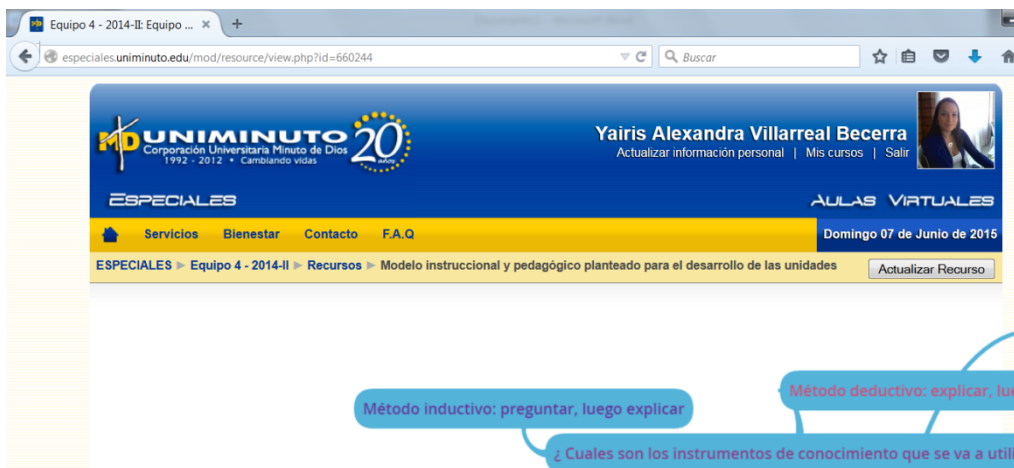 Equipo 4 - 2014-II: Equipo ...
especiales.uniminuto.edu/mod/resource/view.php?id=660244
Buscar
UNIMINUTO
Corporación Universitaria Minuto de Dios
1992 - 2012 • Cambiando vidas
20
años
Yairis Alexandra Villarreal Becerra
Actualizar información personal | Mis cursos | Salir
ESPECIALES
AULAS VIRTUALES
Servicios Bienestar Contacto F.A.Q
Domingo 07 de Junio de 2015
ESPECIALES ► Equipo 4 - 2014-II ► Recursos ► Modelo instruccional y pedagógico planteado para el desarrollo de las unidades
Actualizar Recurso
Método deductivo: explicar,
Método inductivo: preguntar, luego explicar
¿ Cuales son los instrumentos de conocimiento que se va a